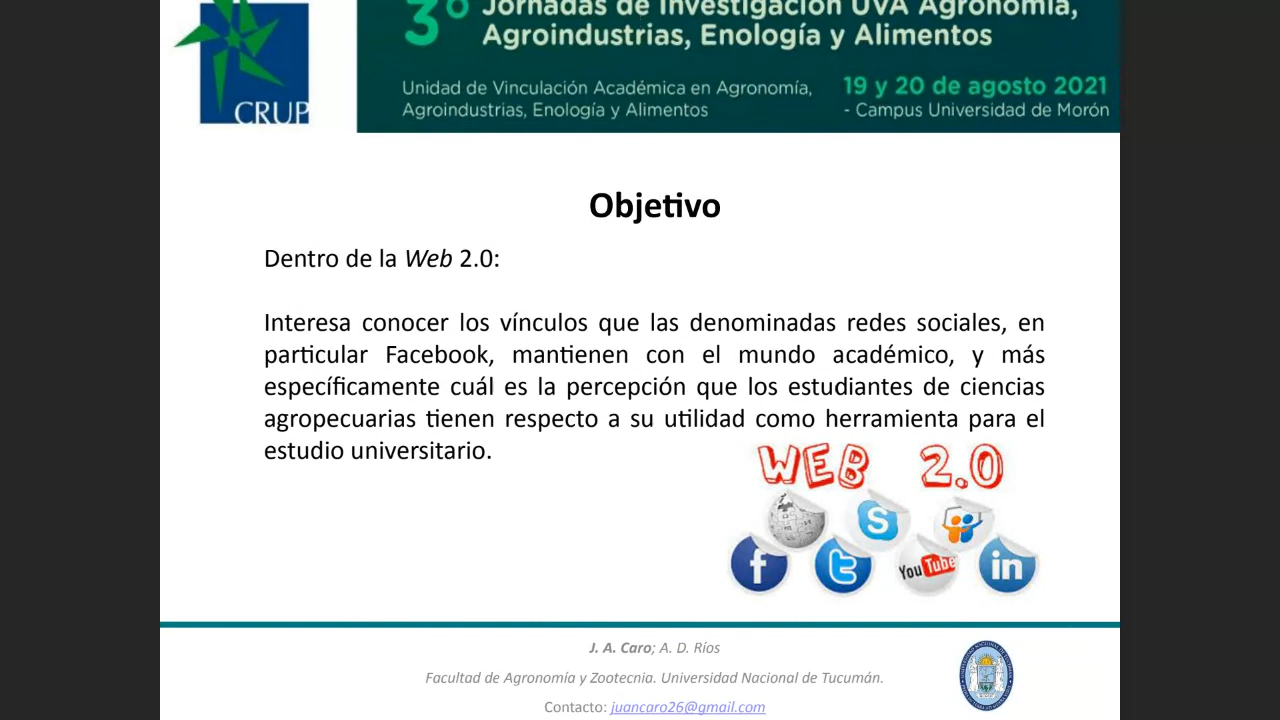 CRUP
3º Jornadas de Investigación UVA Agronomía,
Agroindustrias, Enología y Alimentos
Unidad de Vinculación Académica en Agronomía,
Agroindustrias, Enología y Alimentos
19 y 20 de agosto 2021
- Campus Universidad de Morón
Objetivo
Dentro de la Web 2.0:
Interesa conocer los vínculos que las denominadas redes sociales, en
particular Facebook, mantienen con el mundo académico, y más
específicamente cuál es la percepción que los estudiantes de ciencias
agropecuarias tienen respecto a su utilidad como herramienta para el
estudio universitario.
WEB 2.0
S
f
t
You Tube
in
J. A. Caro; A. D. Ríos
Facultad de Agronomía y Zootecnia. Universidad Nacional de Tucumán.
Contacto: juancaro26@gmail.com